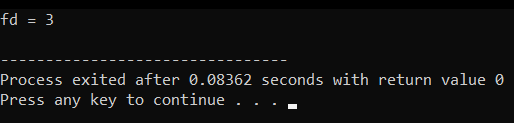 fd = 3
--------------------------------
Process exited after 0.08362 seconds with return value 0
Press any key to continue . . .